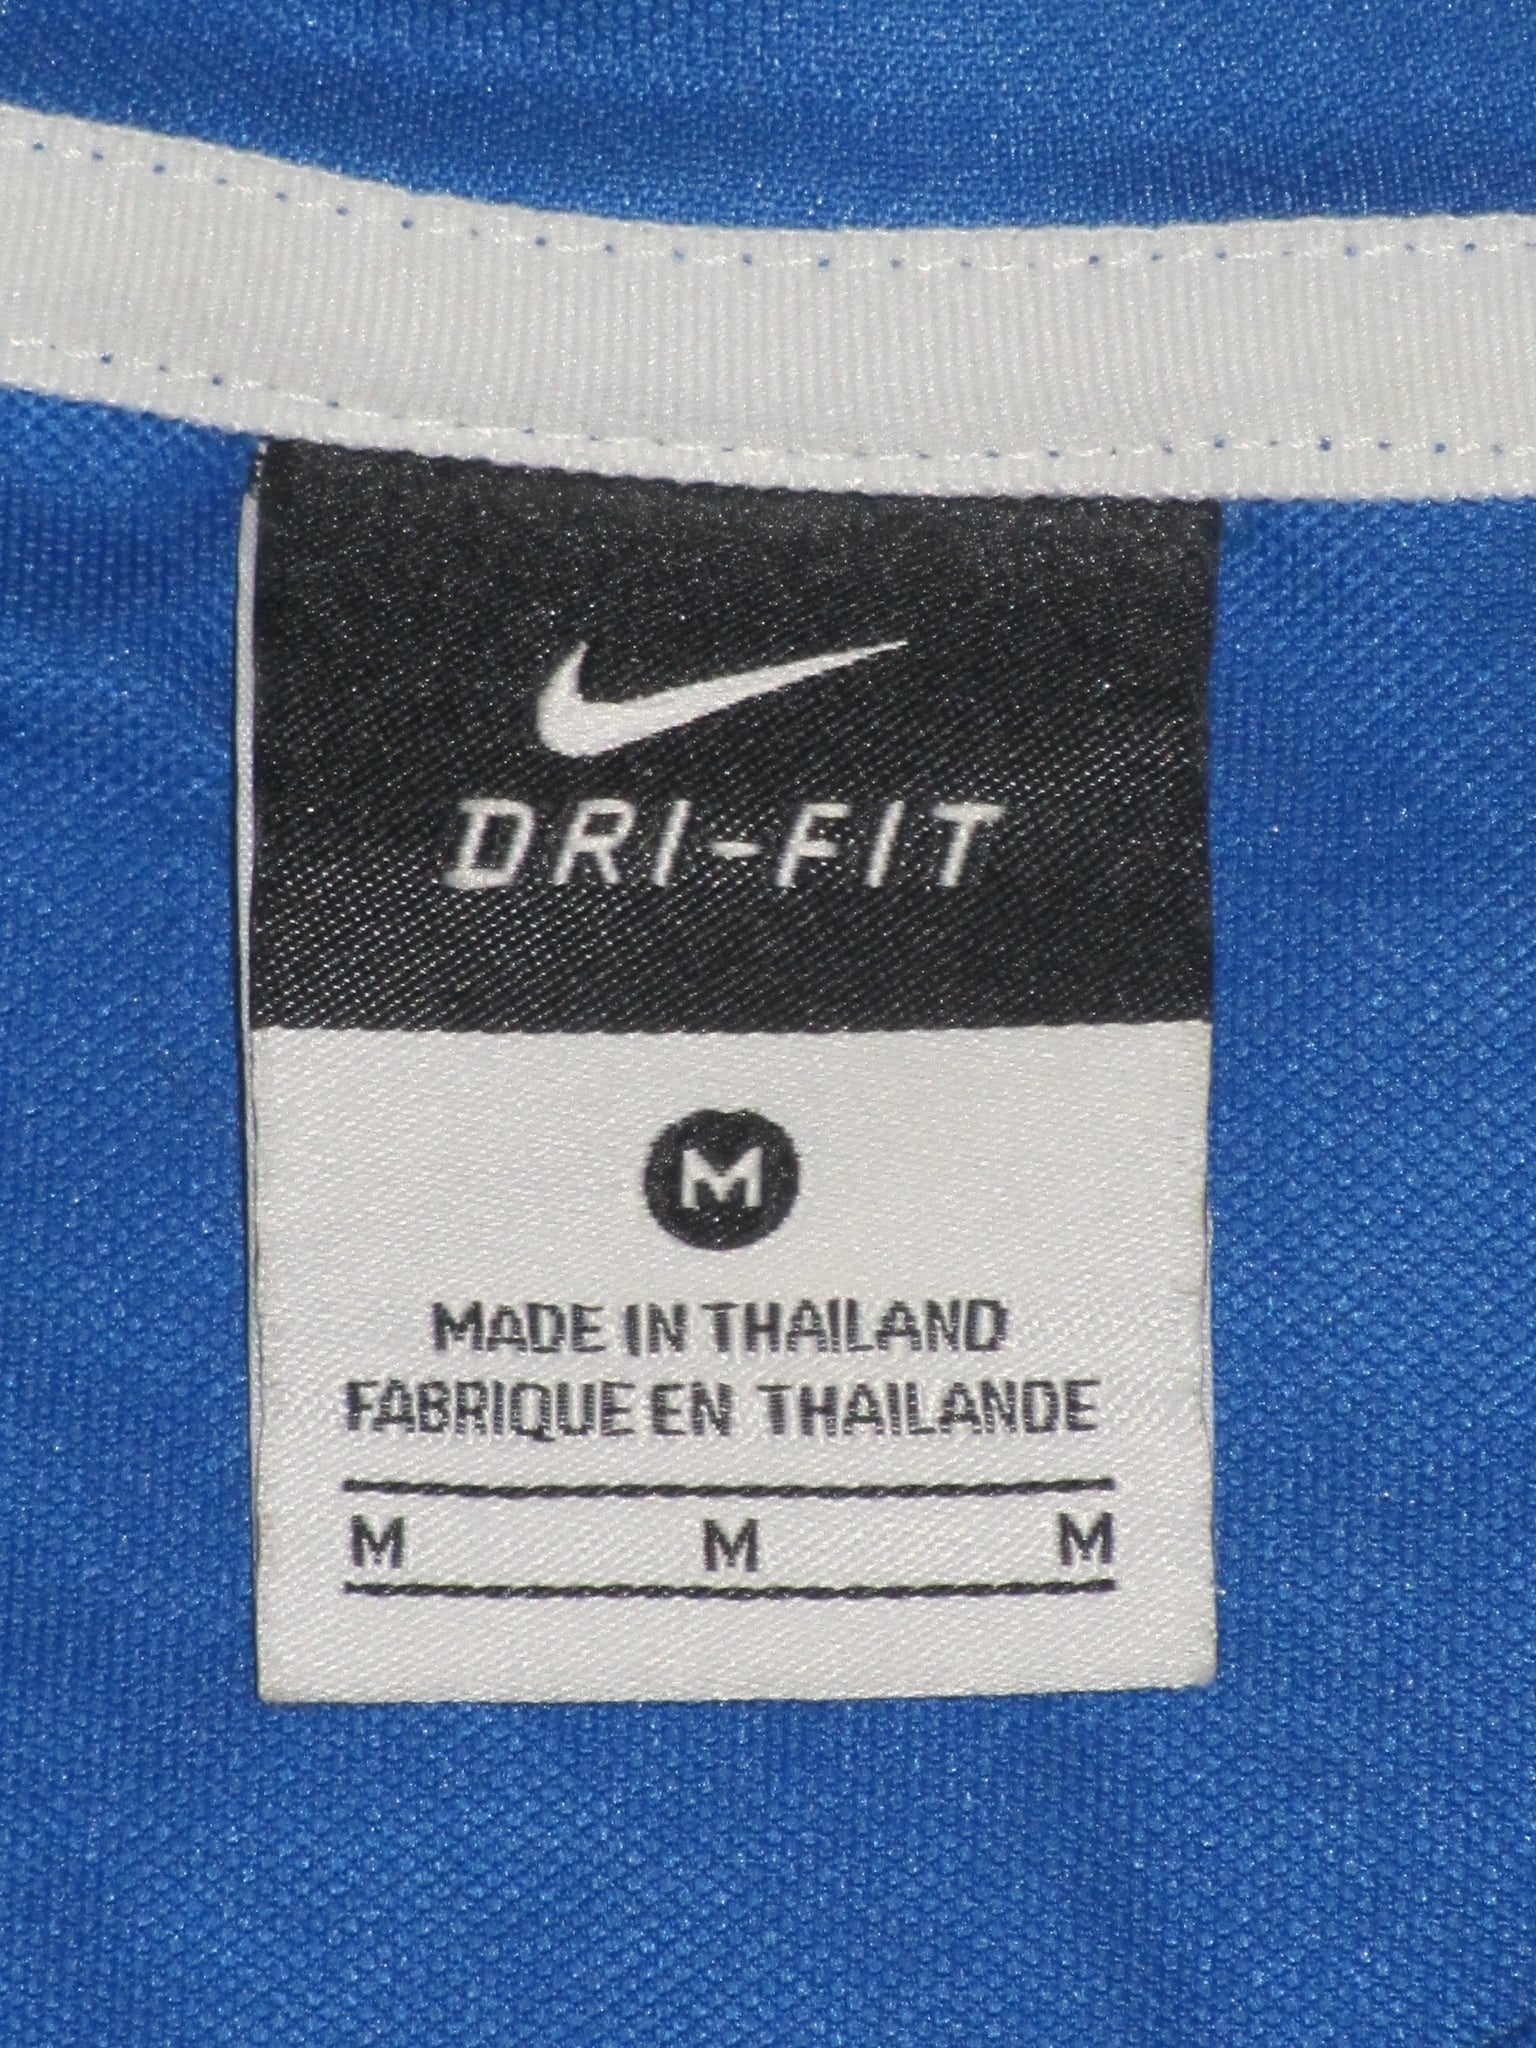 DRI-FIT
M
MADE IN THAILAND
FABRIQUE EN THAILANDE
M M M